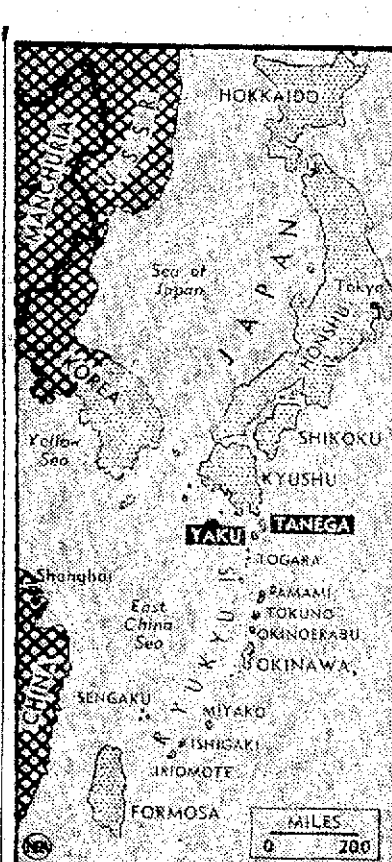 HOKKAIDO
MANCHURIA
U. S. S. R.
Sea of
Japan
JAPAN
Tokyo
HONSHU
KOREA
Yellow
Sea
SHIKOKU
KYUSHU
YAKU
TANEGA
TOGARA
Shanghai
AMAMI
East
China
Sea
TOKUNO
OKINOERABU
OKINAWA
RYUKYU IS.
CHINA
SENGAKU
MIYAKO
ISHIGAKI
IRIOMOTE
FORMOSA
MILES
0 200